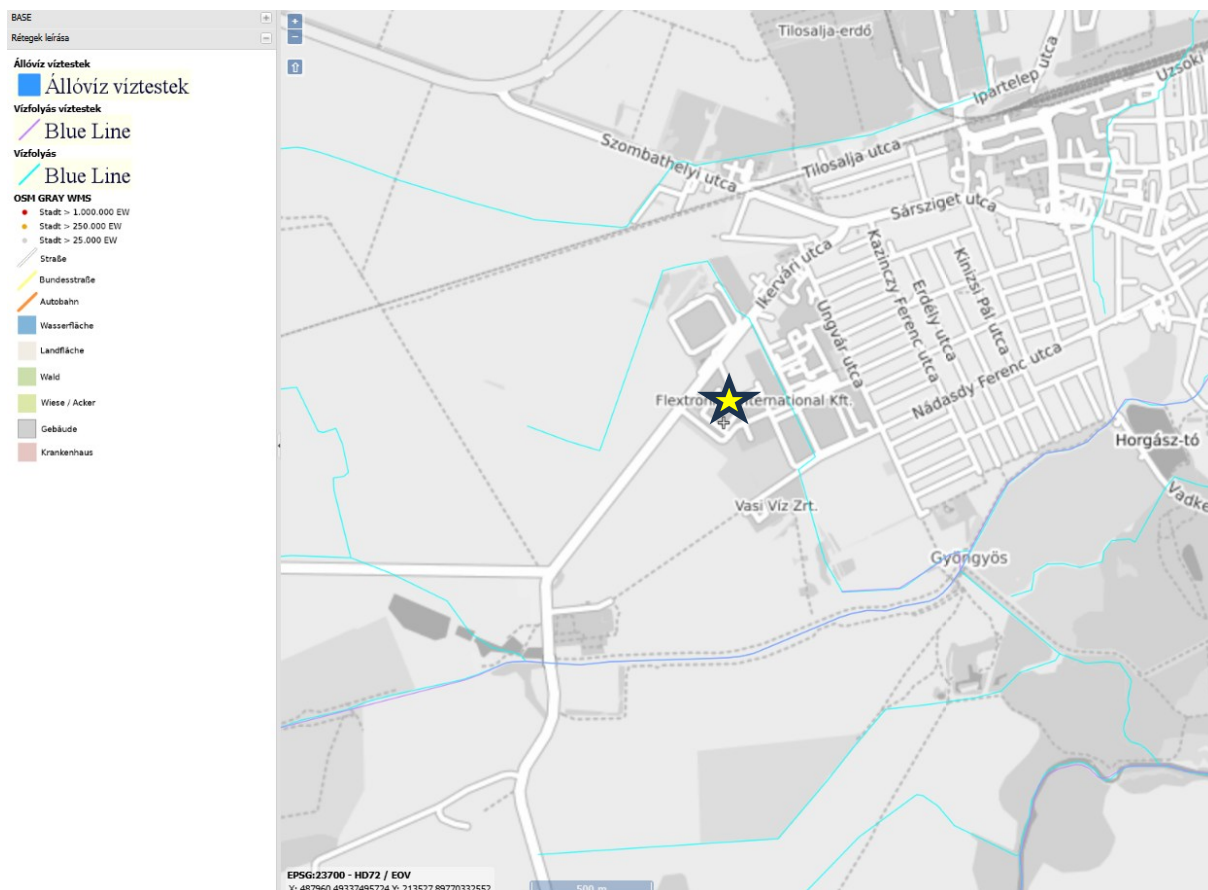 BASE
Rétegek leírása
Állóvíz víztestek
Állóvíz víztestek
Vízfolyás víztestek
Blue Line
Vízfolyás
Blue Line
OSM GRAY WMS
Stadt > 1.000.000 EW
Stadt > 250.000 EW
Stadt > 25.000 EW
Straße
Bundesstraße
Autobahn
Wasserfläche
Landfläche
Wald
Wiese / Acker
Gebäude
Krankenhaus
Tilosalja-erdő
Ipartelep utca
Uzsoki
Szombathelyi utca
Tilosalja utca
Sársziget utca
Ikervári utca
Kazinczy Ferenc utca
Erdély utca
Kinizsi Pál utca
Ungvár utca
Nádasdy Ferenc utca
Horgász-tó
Vadke
Vasi Víz Zrt.
Gyöngyös
EPSG:23700 - HD72 / EOV
500 m